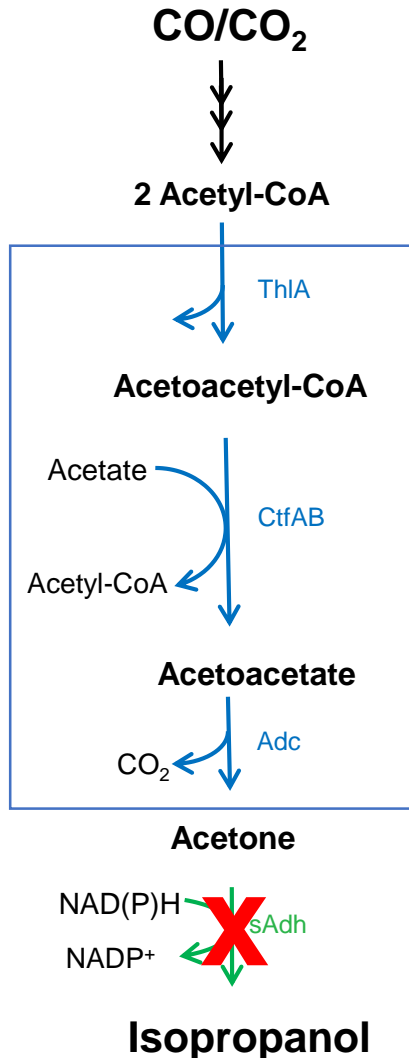 CO/CO₂
2 Acetyl-CoA
ThlA
Acetoacetyl-CoA
Acetate
CtfAB
Acetyl-CoA
Acetoacetate
Adc
CO₂
Acetone
NAD(P)H
sAdh
NADP⁺
Isopropanol